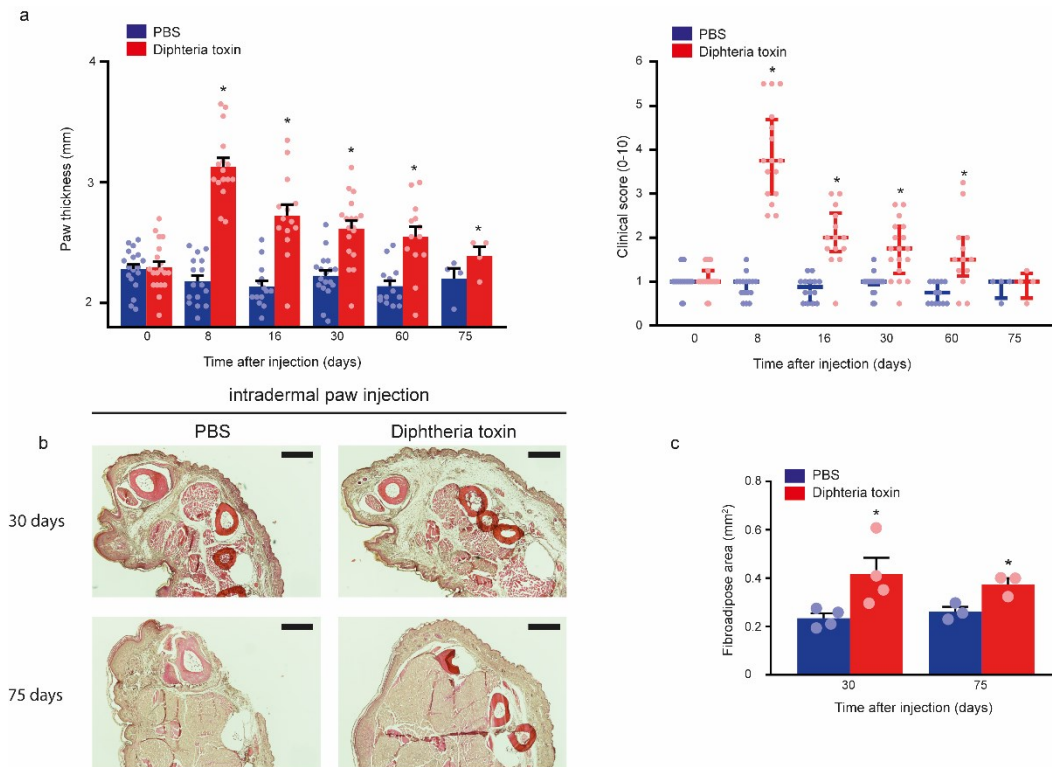 a
PBS
Diphteria toxin
Paw thickness (mm)
4
3
2
0 8 16 30 60 75
* * * * *
Time after injection (days)
PBS
Diphteria toxin
Clinical score (0-10)
6
5
4
3
2
1
0
0 8 16 30 60 75
* * * *
Time after injection (days)
intradermal paw injection
b
PBS Diphtheria toxin
30 days
75 days
c
PBS
Diphtheria toxin
Fibroadipose area (mm²)
0.8
0.6
0.4
0.2
0
* *
30 75
Time after injection (days)